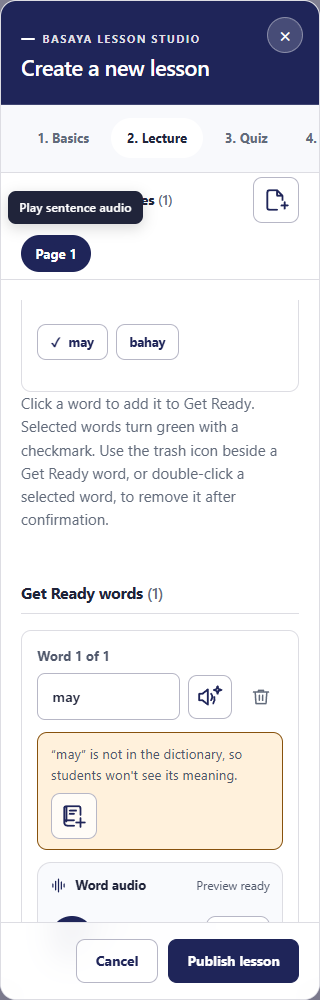 — BASAYA LESSON STUDIO
Create a new lesson
1. Basics
2. Lecture
3. Quiz
4.
Play sentence audio
es (1)
Page 1
✓ may
bahay
Click a word to add it to Get Ready.
Selected words turn green with a
checkmark. Use the trash icon beside a
Get Ready word, or double-click a
selected word, to remove it after
confirmation.
Get Ready words (1)
Word 1 of 1
may
“may” is not in the dictionary, so
students won't see its meaning.
Word audio
Preview ready
Cancel
Publish lesson